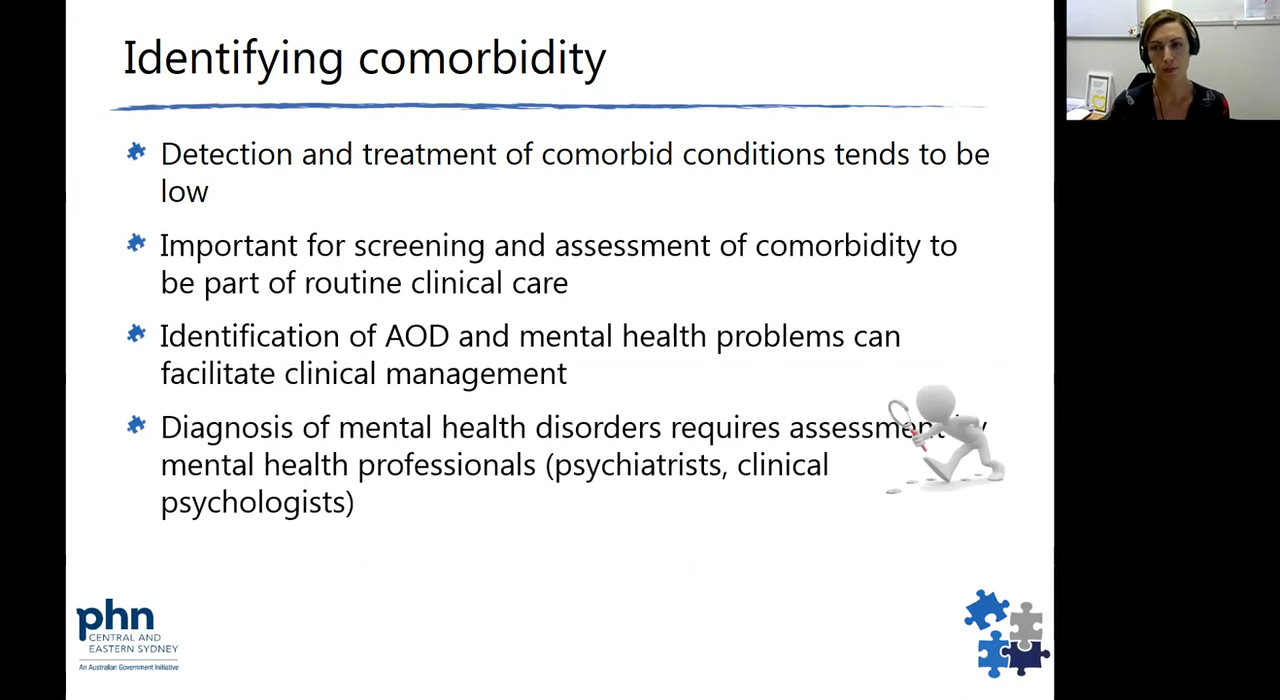 Identifying comorbidity
Detection and treatment of comorbid conditions tends to be
low
Important for screening and assessment of comorbidity to
be part of routine clinical care
Identification of AOD and mental health problems can
facilitate clinical management
Diagnosis of mental health disorders requires assessment
mental health professionals (psychiatrists, clinical
psychologists)
phn
CENTRAL AND
EASTERN SYDNEY
An Australian Government Initiative